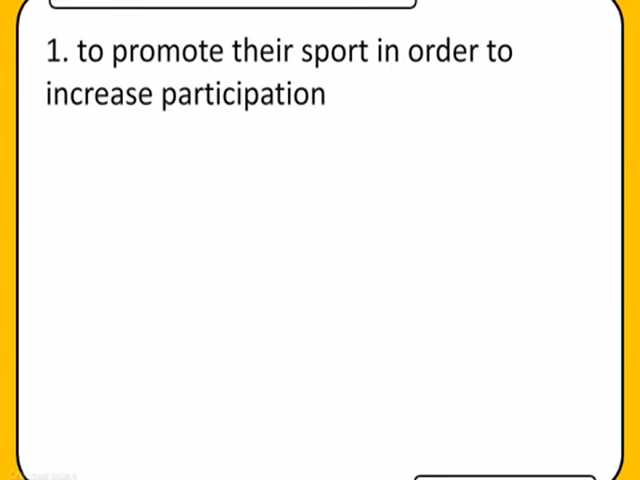 1. to promote their sport in order to
increase participation